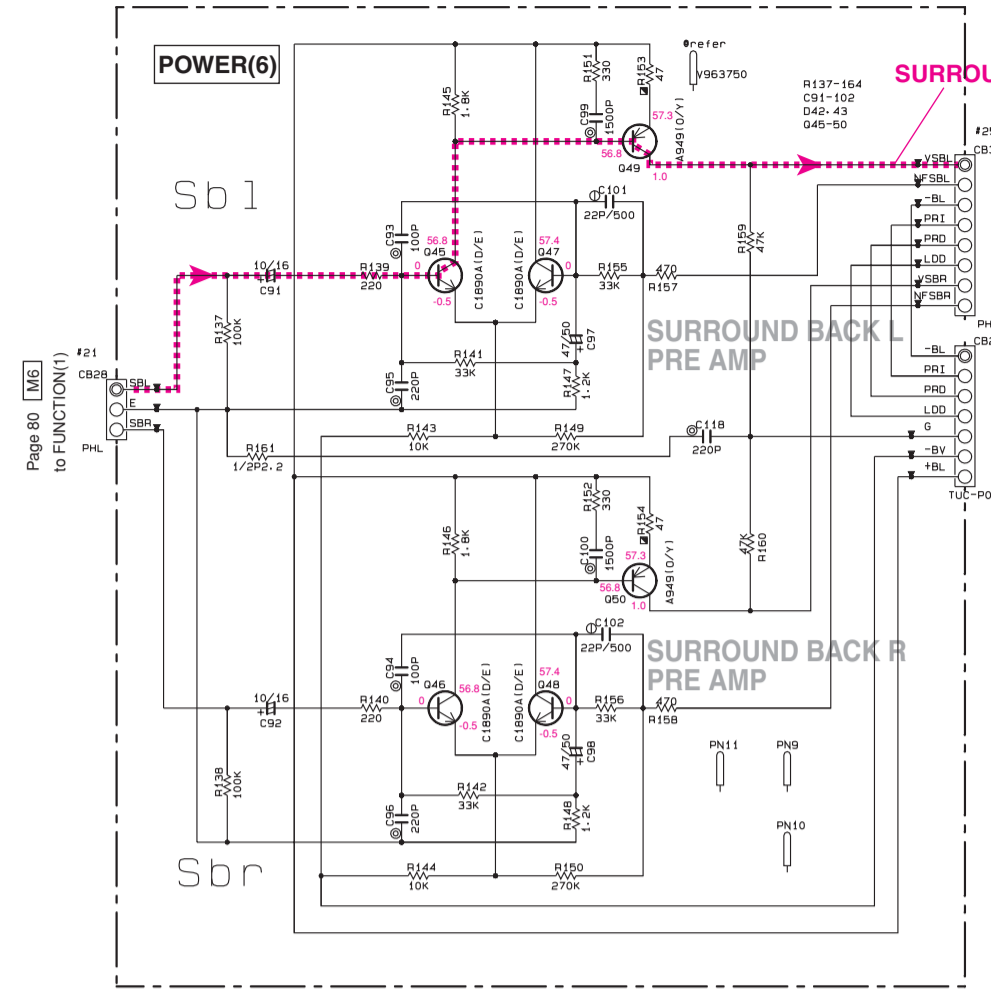 POWER(6)
@refer
V963750
SURROU
R137-164
C91-102
D42.43
Q45-50
#25
R145
1.8K
R151
330
C99
1500P
R153
47
57.3
56.8
Q49
A949(O/Y)
1.0
Sbl
C101
22P/500
C93
100P
56.8
Q45
0
-0.5
C1890A(D/E)
57.4
Q47
0
-0.5
C1890A(D/E)
R159
47K
10/16
+
C91
R139
220
R155
33K
470
R157
R137
100K
47/50
+
C97
SURROUND BACK L
PRE AMP
R141
33K
C95
220P
R147
1.2K
R143
10K
R149
270K
C118
220P
R161
1/2P2.2
Page 80 M6
to FUNCTION(1)
#21
CB28
SBL
E
SBR
PHL
VSBL
NFSBL
-BL
PRI
PRD
LDD
VSBR
NFSBR
PH
-BL
PRI
PRD
LDD
G
-BV
+BL
TUC-P0
R146
1.8K
R152
330
C100
1500P
R154
47
57.3
56.8
Q50
A949(O/Y)
1.0
47K
R160
C102
22P/500
SURROUND BACK R
PRE AMP
C94
100P
Q46
56.8
0
-0.5
C1890A(D/E)
57.4
Q48
0
-0.5
C1890A(D/E)
10/16
+
C92
R140
220
R156
33K
470
R158
R138
100K
47/50
+
C98
R142
33K
C96
220P
R148
1.2K
PN11
PN9
PN10
Sbr
R144
10K
R150
270K